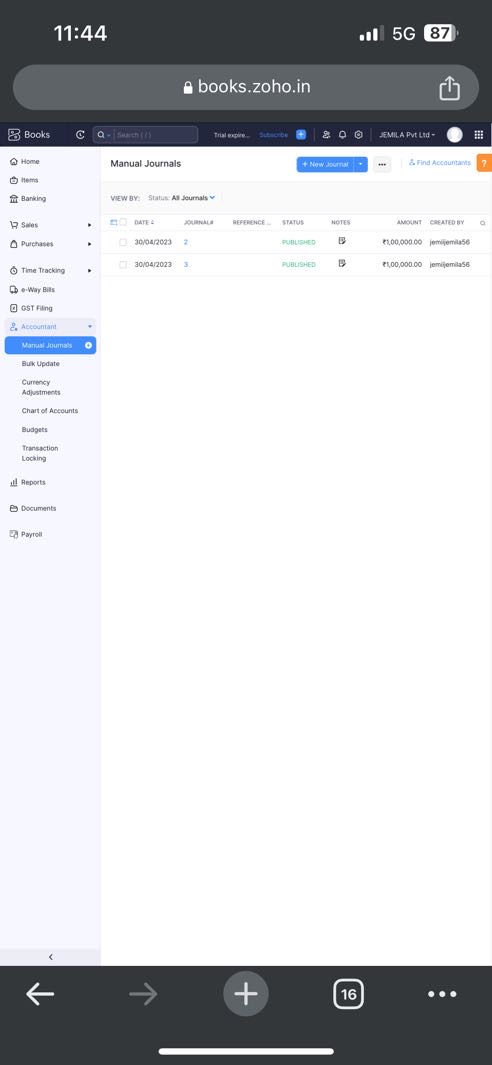 11:44
5G 87
books.zoho.in
Books
Search ( / )
Trial expire...
Subscribe
JEMILA Pvt Ltd
Home
Items
Banking
Sales
Purchases
Time Tracking
e-Way Bills
GST Filing
Accountant
Manual Journals
Bulk Update
Currency
Adjustments
Chart of Accounts
Budgets
Transaction
Locking
Reports
Documents
Payroll
Manual Journals
+ New Journal
Find Accountants
?
VIEW BY: Status: All Journals
DATE JOURNAL# REFERENCE ... STATUS NOTES AMOUNT CREATED BY
30/04/2023 2 PUBLISHED ₹1,00,000.00 jemijemila56
30/04/2023 3 PUBLISHED ₹1,00,000.00 jemijemila56
16